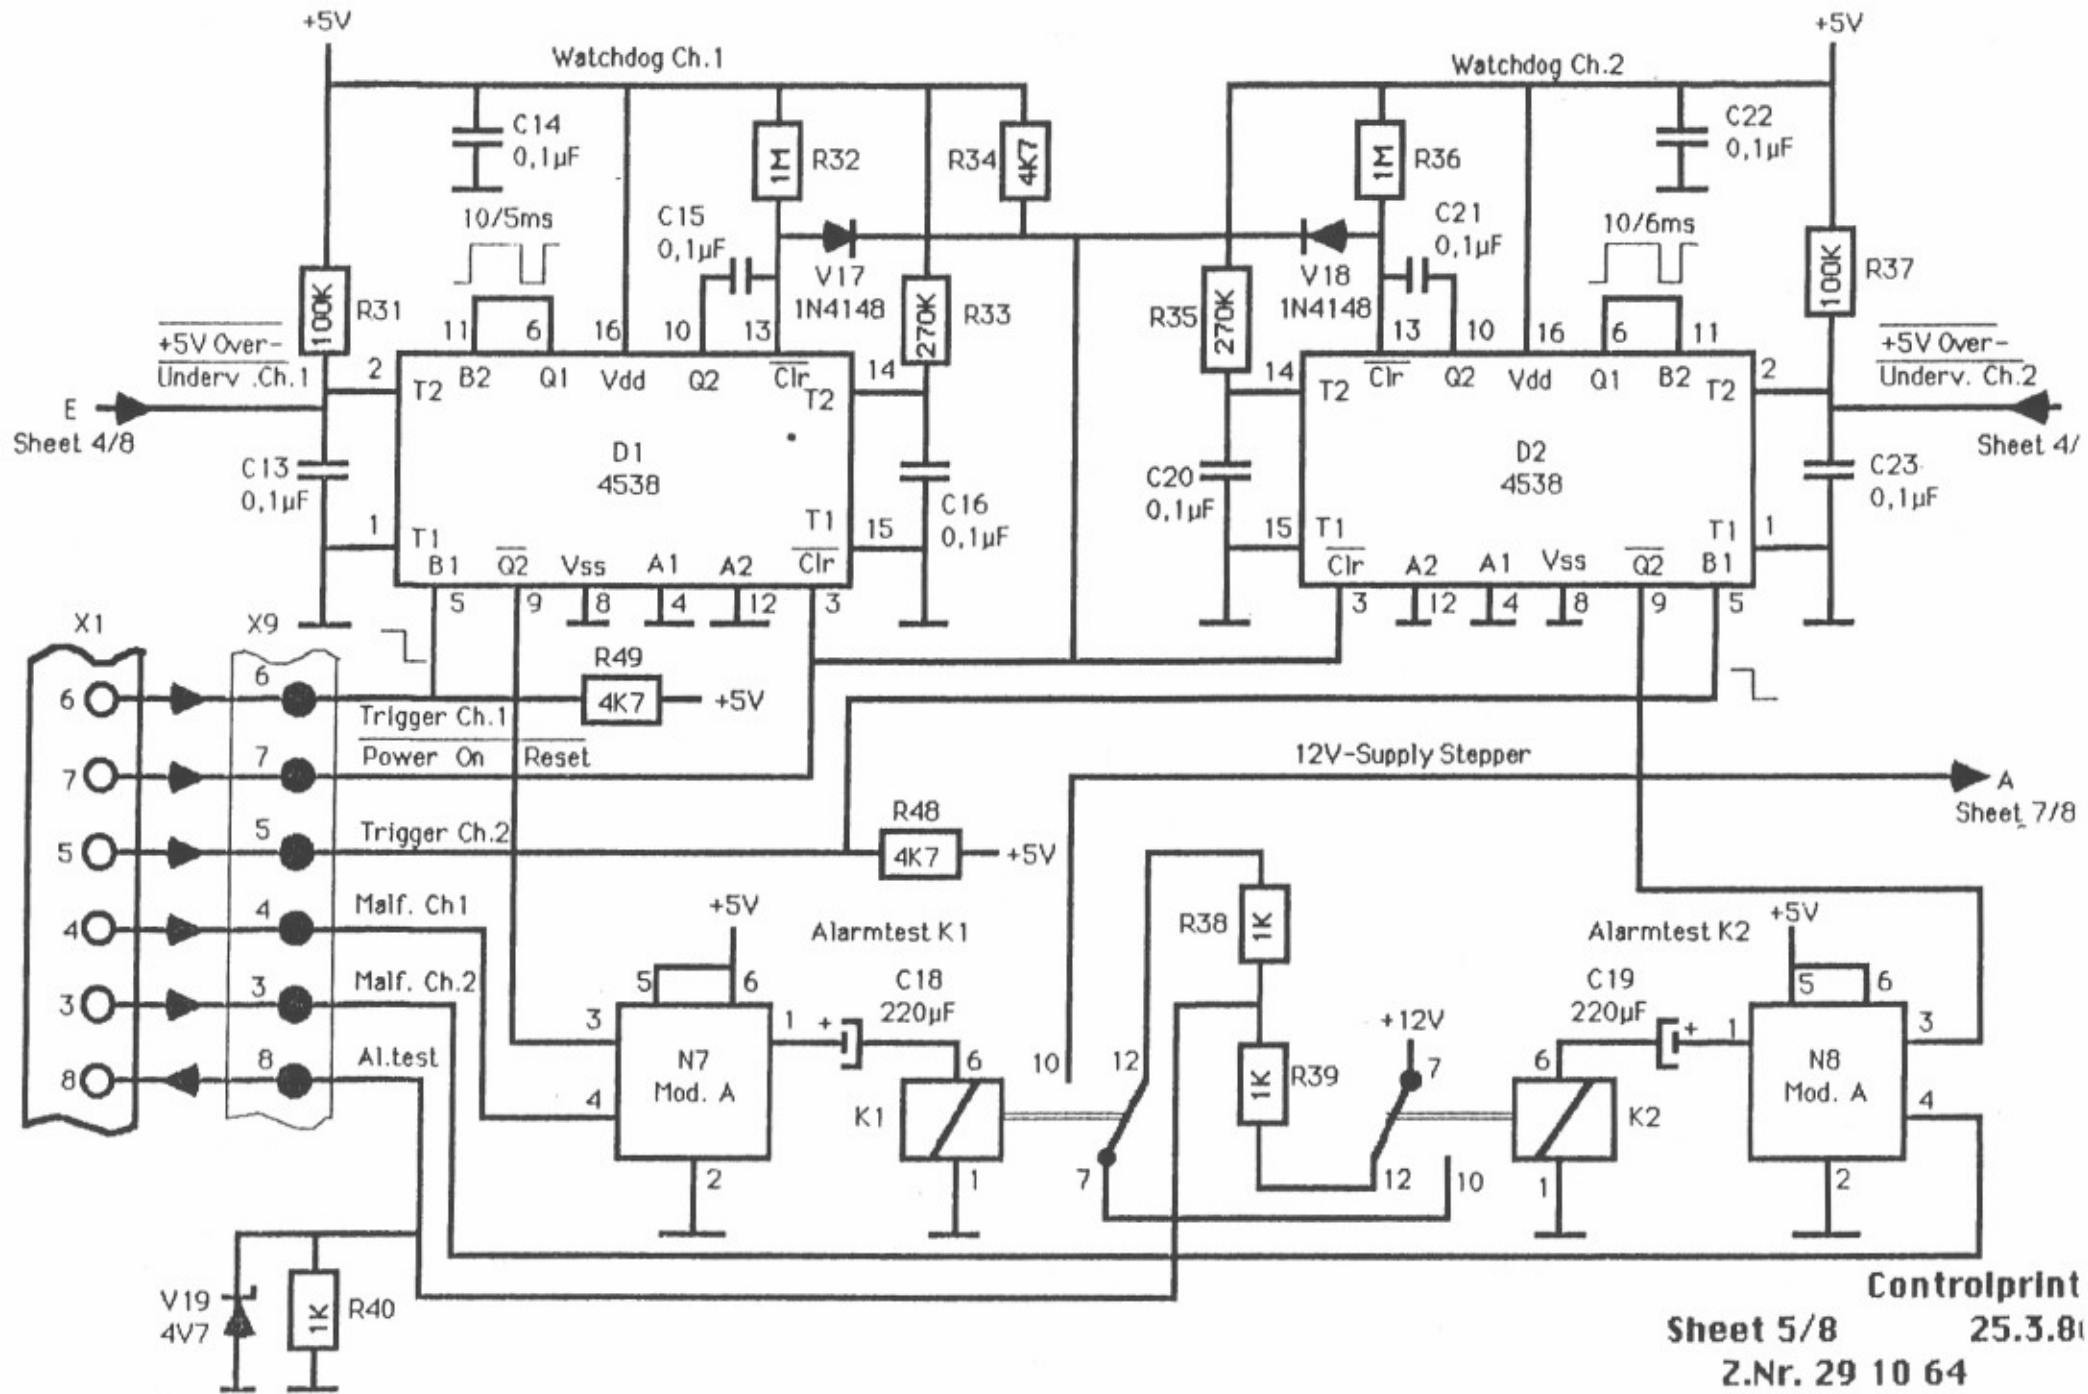 +5V
+5V
Watchdog Ch.1
Watchdog Ch.2
C14
0,1µF
1M
R32
R34
4K7
1M
R36
C22
0,1µF
10/5ms
C15
0,1µF
C21
0,1µF
10/6ms
100K
R31
V17
1N4148
270K
R33
R35
270K
V18
1N4148
100K
R37
+5V Over-
Underv .Ch.1
+5V Over-
Underv. Ch.2
11 6 16 10 13
13 10 16 6 11
2
B2 Q1 Vdd Q2 Clr
14
14
Clr Q2 Vdd Q1 B2
2
T2
T2
T2
T2
E
Sheet 4/8
Sheet 4/
D1
4538
D2
4538
C13
0,1µF
C16
0,1µF
C20
0,1µF
C23
0,1µF
1
T1
T1
15
15
T1
T1
1
B1 Q2 Vss A1 A2 Clr
Clr A2 A1 Vss Q2 B1
5 9 8 4 12 3
3 12 4 8 9 5
X1
X9
R49
6
6
4K7
+5V
Trigger Ch.1
7
7
Power On Reset
12V-Supply Stepper
A
Sheet 7/8
5
5
Trigger Ch.2
R48
4K7
+5V
4
4
Malf. Ch1
+5V
Alarmtest K1
R38
1K
Alarmtest K2
+5V
3
3
Malf. Ch.2
5 6
C18
220µF
C19
220µF
5 6
8
8
Al.test
3
1
+
+12V
+
1
3
N7
Mod. A
6
10
12
1K
R39
7
6
N8
Mod. A
4
K1
K2
4
2
1
7
12
10
1
2
V19
4V7
1K
R40
Controlprint
Sheet 5/8
25.3.8
Z.Nr. 29 10 64